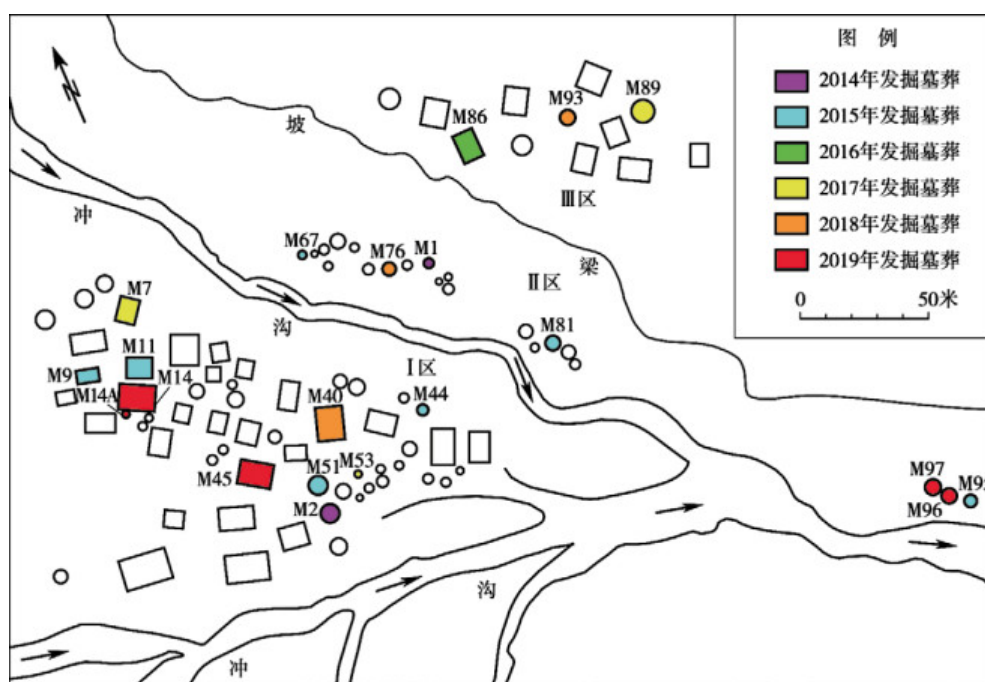 图 例
2014年发掘墓葬
2015年发掘墓葬
2016年发掘墓葬
2017年发掘墓葬
2018年发掘墓葬
2019年发掘墓葬
0 50米
N
坡
M86
M93
M89
Ⅲ区
冲
M67
M76
M1
Ⅱ区
梁
M7
沟
M81
M11
Ⅰ区
M9
M14
M14A
M40
M44
M45
M51
M53
M2
M97
M96
M95
沟
冲